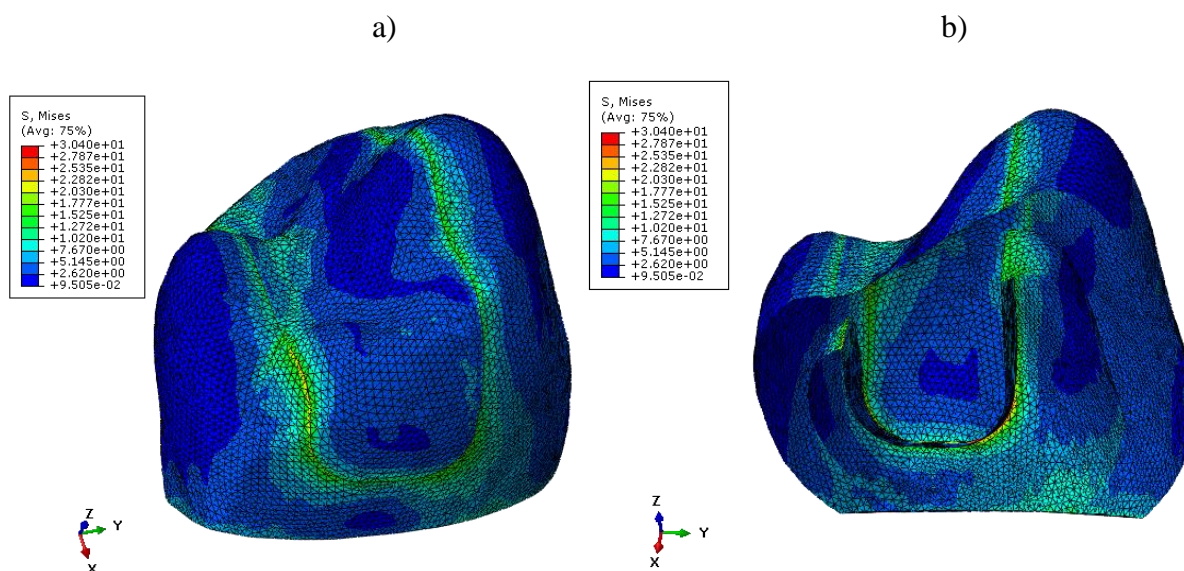 a)
b)
S, Mises
(Avg: 75%)
+3.040e+01
+2.787e+01
+2.535e+01
+2.282e+01
+2.030e+01
+1.777e+01
+1.525e+01
+1.272e+01
+1.020e+01
+7.670e+00
+5.145e+00
+2.620e+00
+9.505e-02
Z
Y
X
S, Mises
(Avg: 75%)
+3.040e+01
+2.787e+01
+2.535e+01
+2.282e+01
+2.030e+01
+1.777e+01
+1.525e+01
+1.272e+01
+1.020e+01
+7.670e+00
+5.145e+00
+2.620e+00
+9.505e-02
Z
Y
X